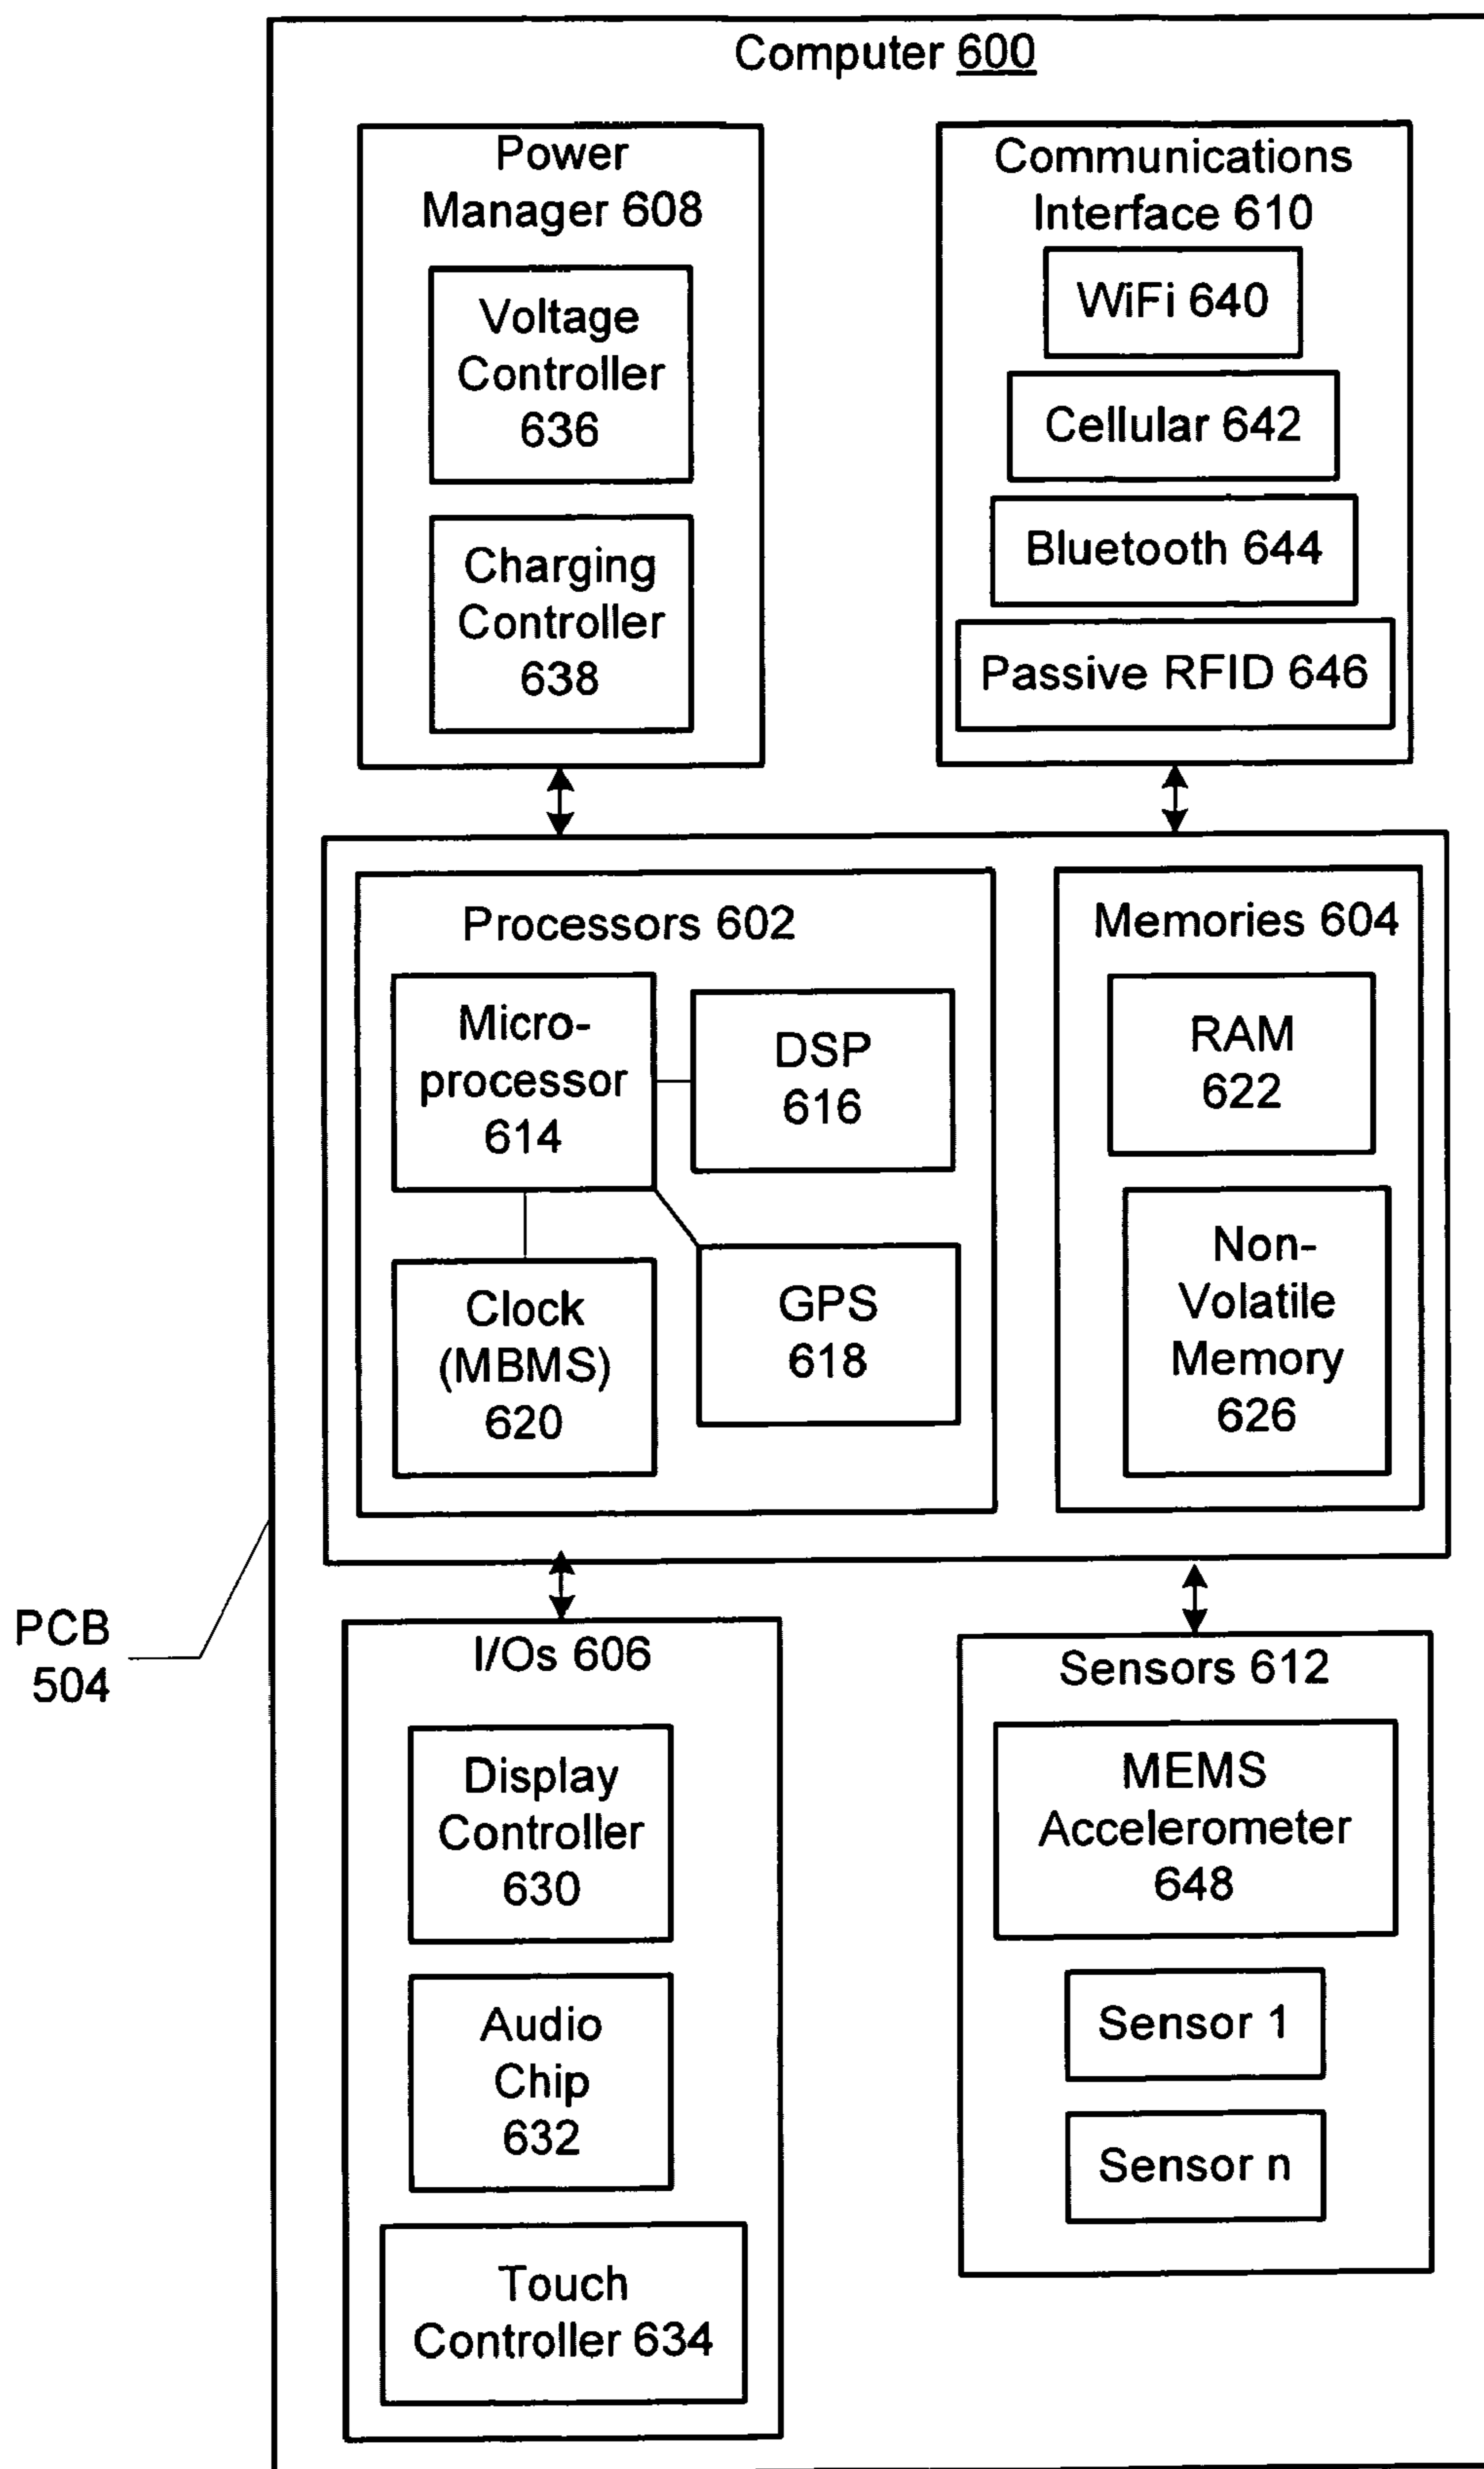 Computer 600
Power
Manager 608
Voltage
Controller
636
Charging
Controller
638
Communications
Interface 610
WiFi 640
Cellular 642
Bluetooth 644
Passive RFID 646
Processors 602
Micro-
processor
614
DSP
616
Clock
(MBMS)
620
GPS
618
Memories 604
RAM
622
Non-
Volatile
Memory
626
PCB
504
I/Os 606
Display
Controller
630
Audio
Chip
632
Touch
Controller 634
Sensors 612
MEMS
Accelerometer
648
Sensor 1
Sensor n